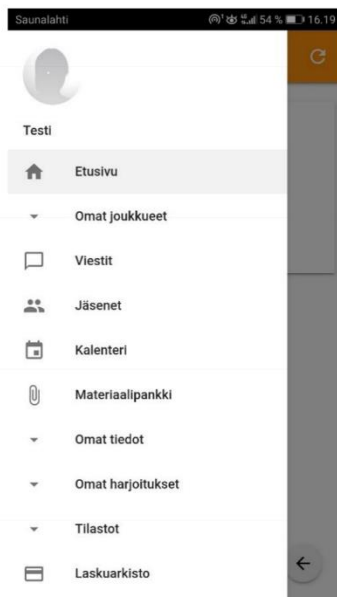 Saunalahti 54 % 16.19
Testi
Etusivu
Omat joukkueet
Viestit
Jäsenet
Kalenteri
Materiaalipankki
Omat tiedot
Omat harjoitukset
Tilastot
Laskuarkisto